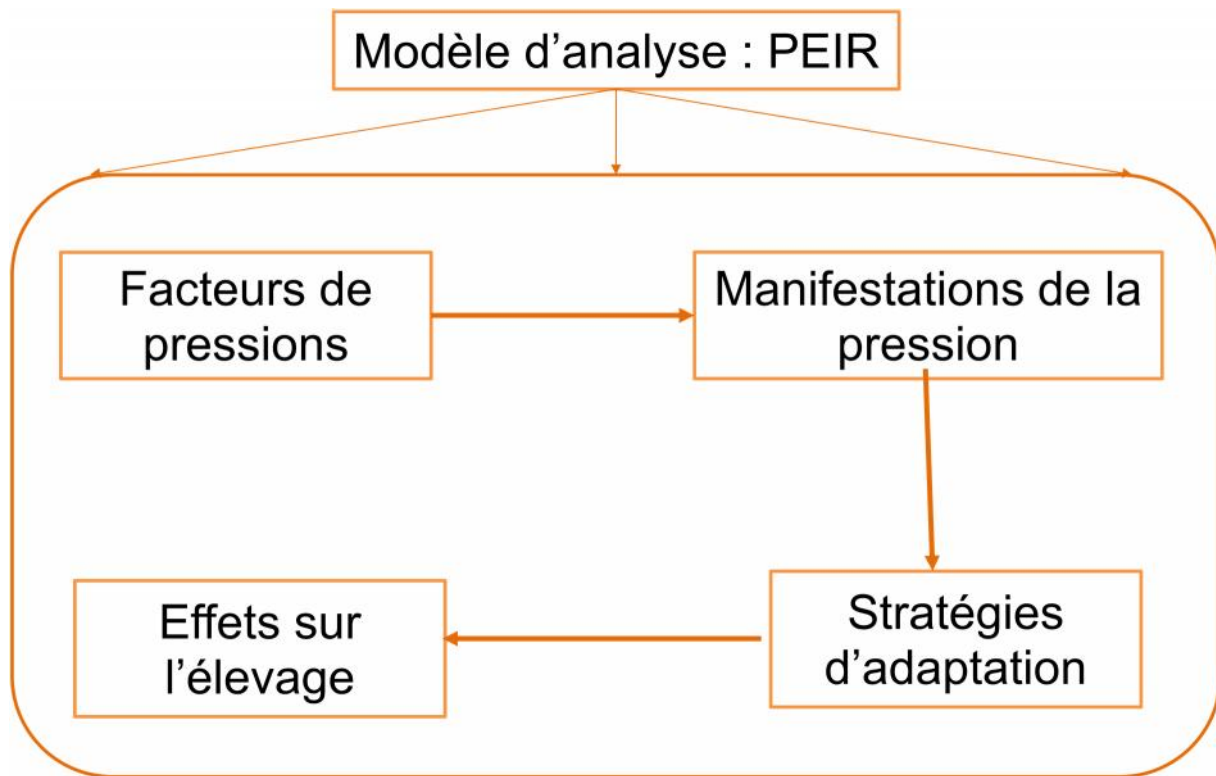 Modèle d’analyse : PEIR
Facteurs de
pressions
Manifestations de la
pression
Effets sur
l’élevage
Stratégies
d’adaptation